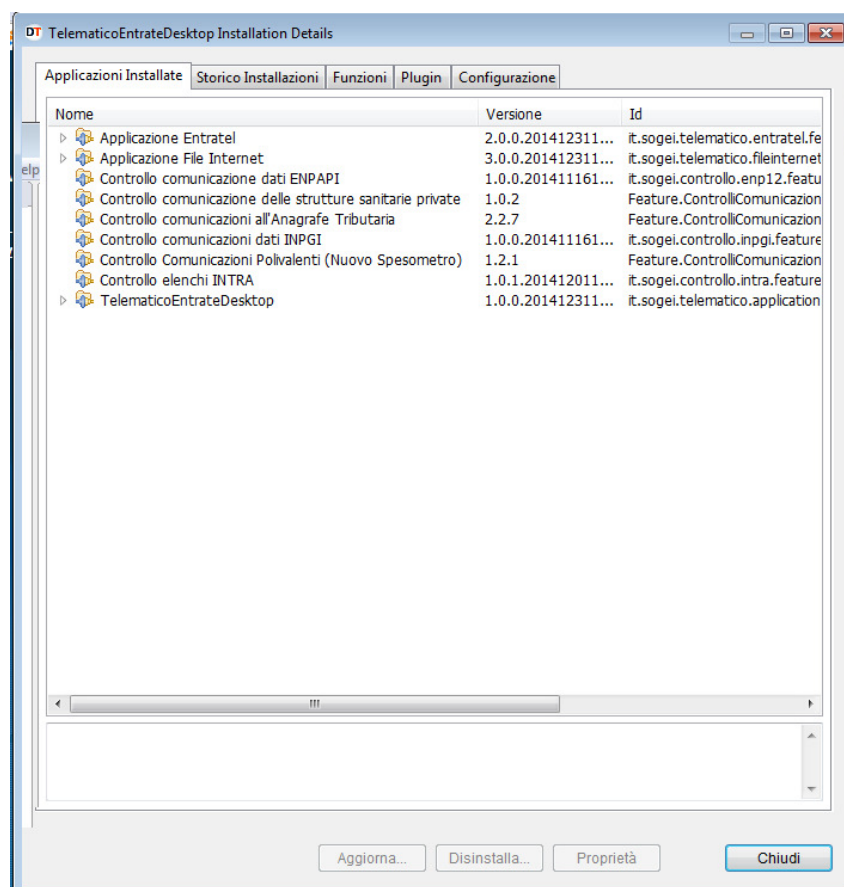 DT TelematicoEntrateDesktop Installation Details
Applicazioni Installate Storico Installazioni Funzioni Plugin Configurazione
Nome Versione Id
Applicazione Entratel 2.0.0.201412311... it.sogei.telematico.entratel.fe
elp Applicazione File Internet 3.0.0.201412311... it.sogei.telematico.fileinternet
Controllo comunicazione dati ENPAPI 1.0.0.201411161... it.sogei.controllo.enp12.featu
Controllo comunicazione delle strutture sanitarie private 1.0.2 Feature.ControlliComunicazion
Controllo comunicazioni all'Anagrafe Tributaria 2.2.7 Feature.ControlliComunicazion
Controllo comunicazioni dati INPGI 1.0.0.201411161... it.sogei.controllo.inpgi.feature
Controllo Comunicazioni Polivalenti (Nuovo Spesometro) 1.2.1 Feature.ControlliComunicazion
Controllo elenchi INTRA 1.0.1.201412011... it.sogei.controllo.intra.feature
TelematicoEntrateDesktop 1.0.0.201412311... it.sogei.telematico.application
Aggiorna... Disinstalla... Proprietà Chiudi